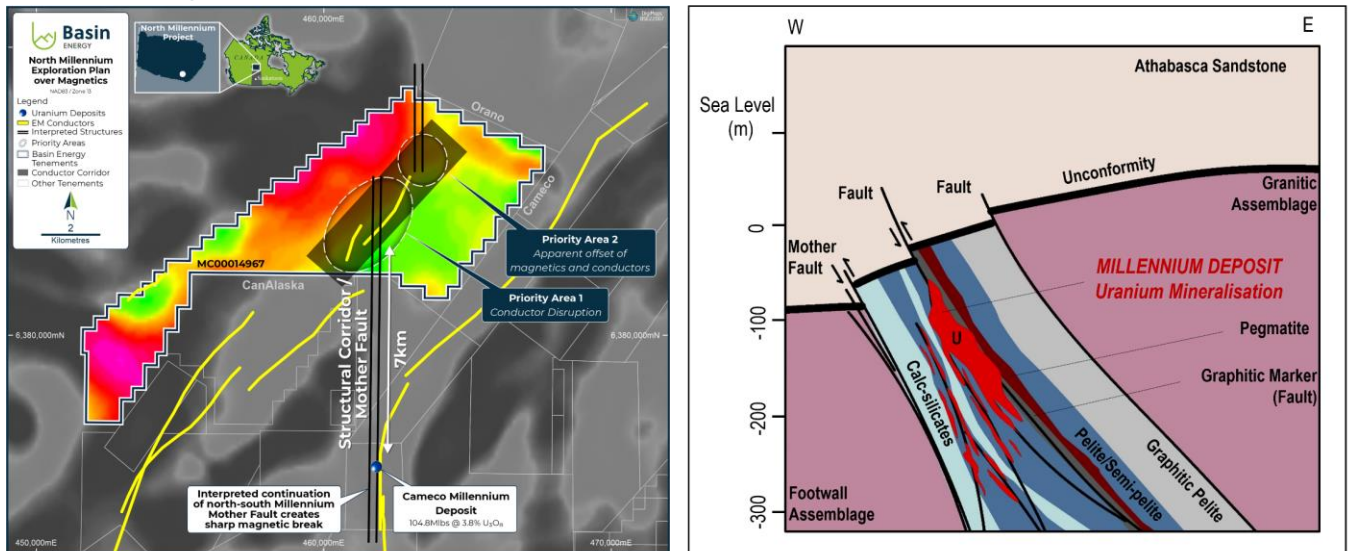 Basin
ENERGY
North Millennium
Exploration Plan
over Magnetics
NAD83 / Zone 13
Legend
Uranium Deposits
EM Conductors
Interpreted Structures
Priority Areas
Basin Energy
Tenements
Conductor Corridor
Other Tenements
N
2
Kilometres
North Millennium
Project
CANADA
Saskatoon
460,000mE
Orano
Cameco
Priority Area 2
Apparent offset of
magnetics and conductors
Priority Area 1
Conductor Disruption
MC00014967
CanAlaska
6,380,000mN
6,380,000mN
Structural Corridor /
Mother Fault
7km
Interpreted continuation
of north-south Millennium
Mother Fault creates
sharp magnetic break
Cameco Millennium
Deposit
104.8Mlbs @ 3.8% U₃O₈
450,000mE
460,000mE
470,000mE
W
E
Athabasca Sandstone
Sea Level
(m)
Unconformity
Fault
Fault
Granitic
Assemblage
0
Mother
Fault
MILLENNIUM DEPOSIT
Uranium Mineralisation
-100
U
Pegmatite
Graphitic Marker
(Fault)
Calc-silicates
-200
Pelite/Semi-pelite
Graphitic Pelite
Footwall
Assemblage
-300